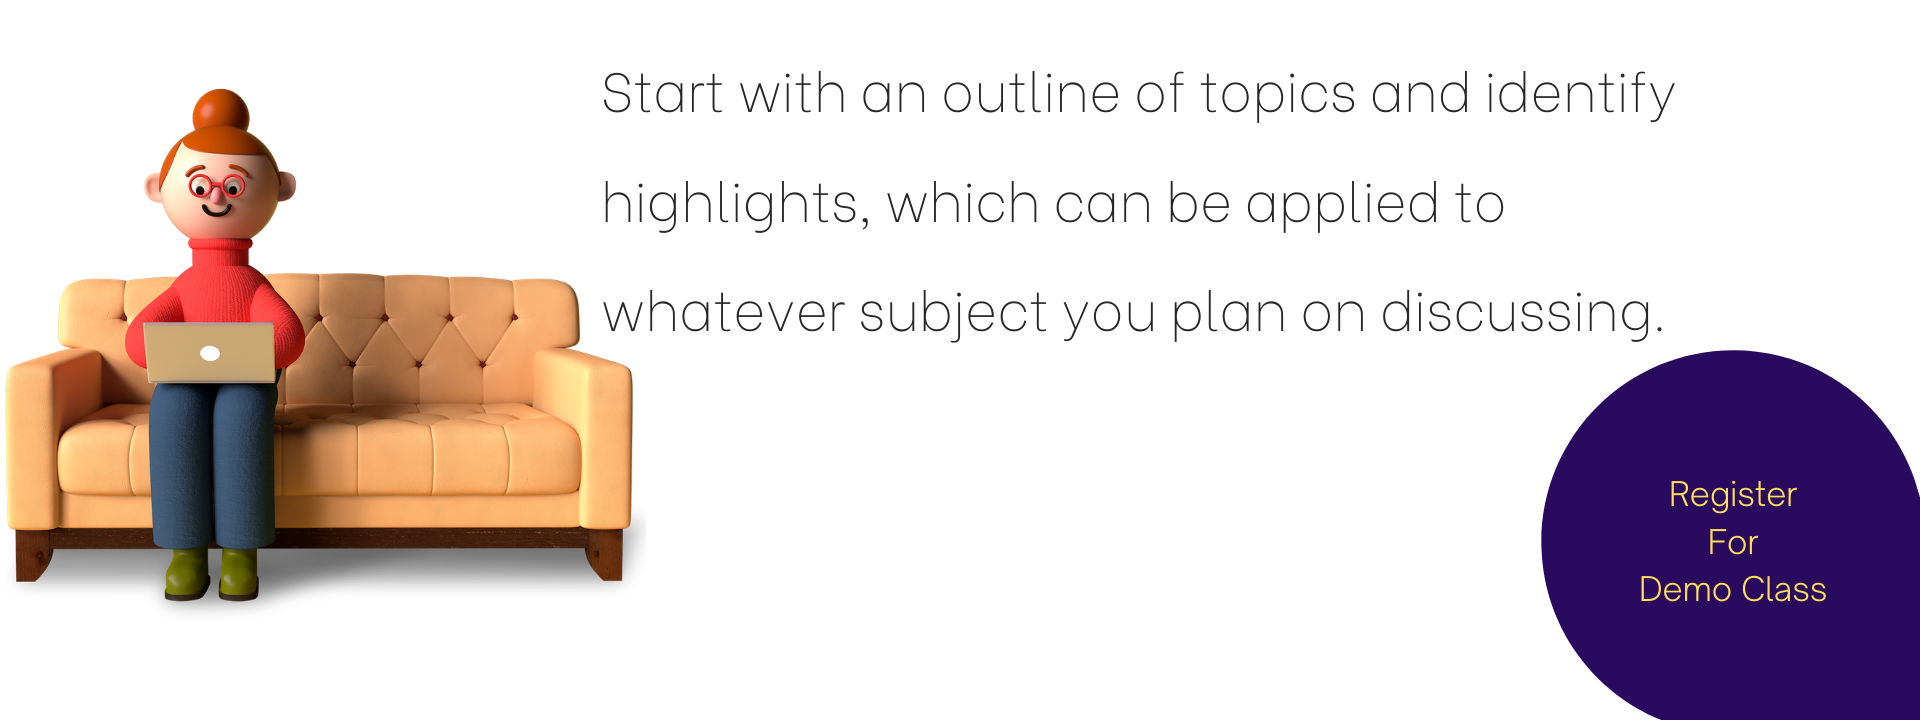 Start with an outline of topics and identify
highlights, which can be applied to
whatever subject you plan on discussing.
Register
For
Demo Class